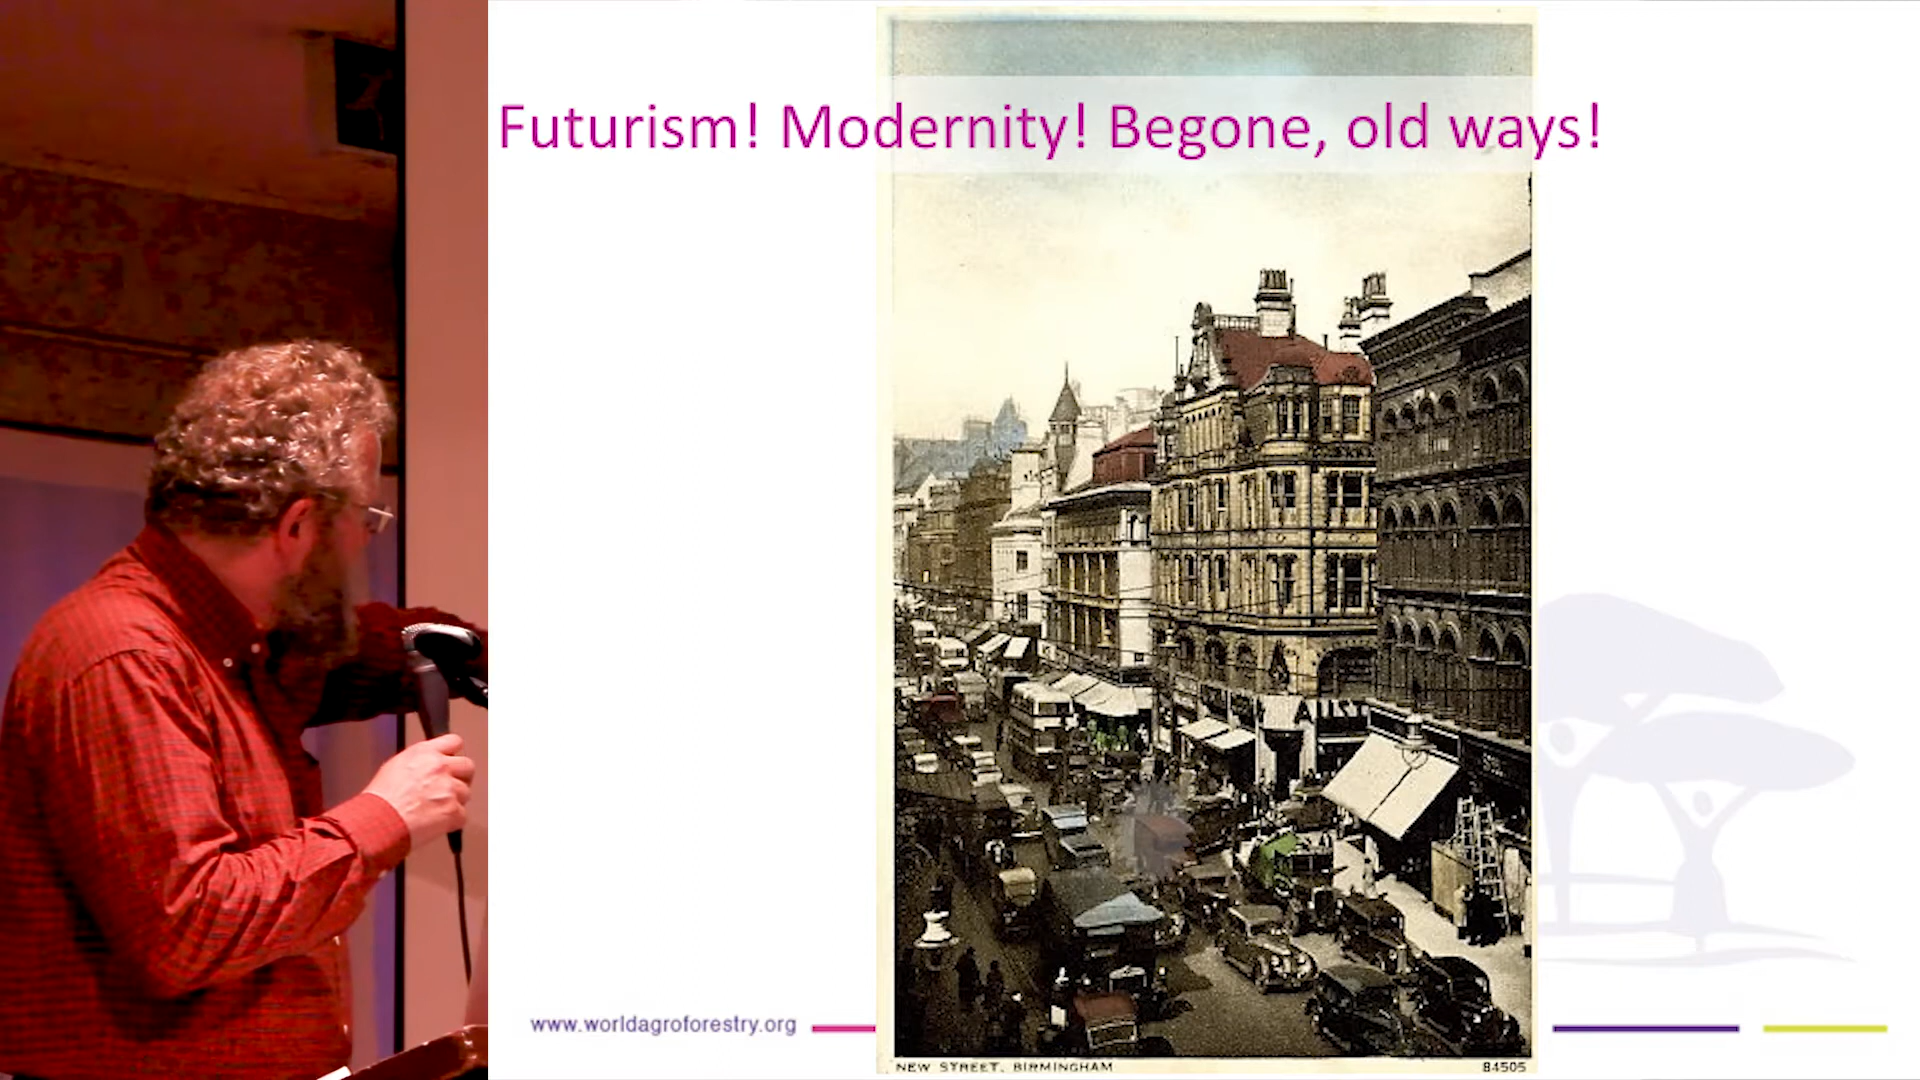 Futurism! Modernity! Begone, old ways!
www.worldagroforestry.org
NEW STREET, BIRMINGHAM
84505